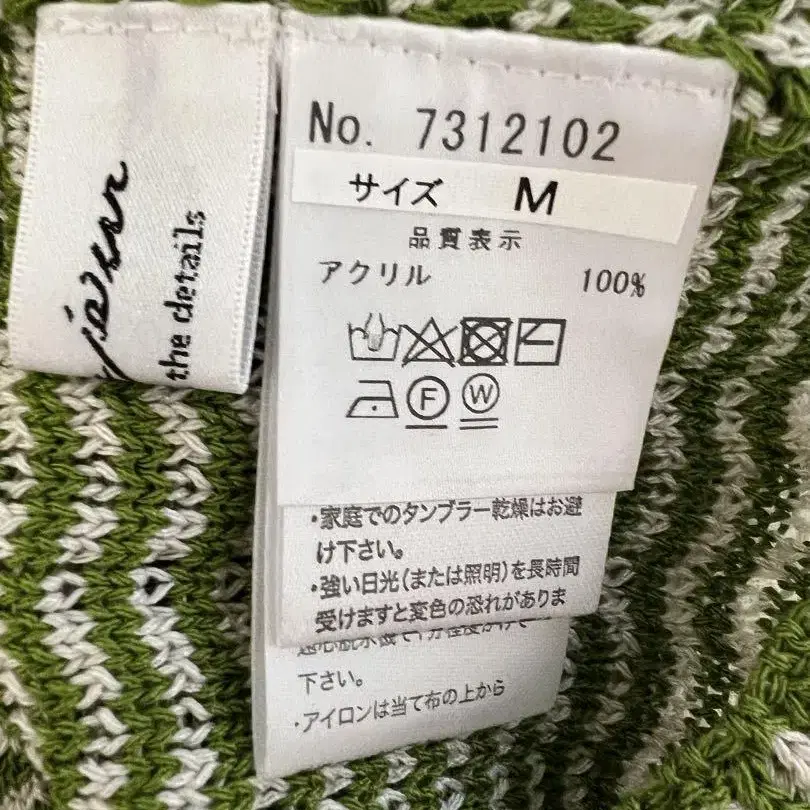 the details
No. 7312102
サイズ M
品質表示
アクリル 100%
F W
・家庭でのタンブラー乾燥はお避
け下さい。
・強い日光(または照明)を長時間
受けますと変色の恐れがありま
下さい。
・アイロンは当て布の上から